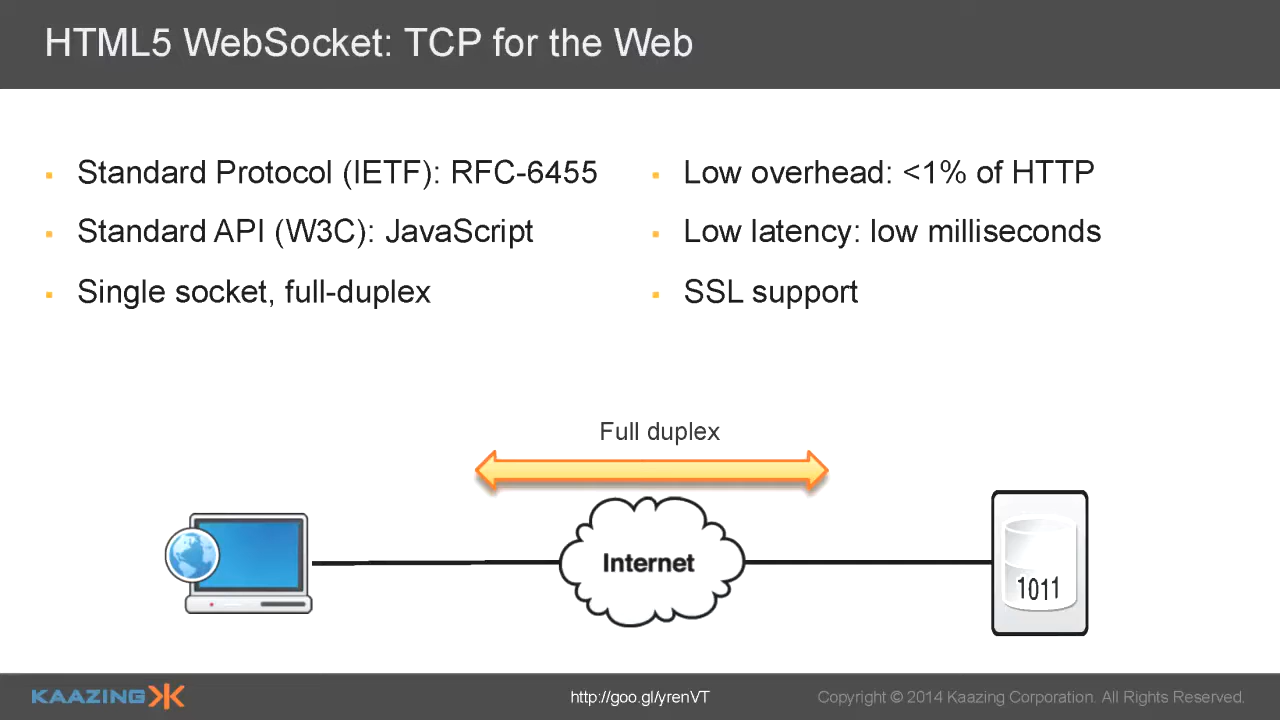 HTML5 WebSocket: TCP for the Web
Standard Protocol (IETF): RFC-6455
Standard API (W3C): JavaScript
Single socket, full-duplex
Low overhead: <1% of HTTP
Low latency: low milliseconds
SSL support
Full duplex
Internet
1011
KAAZING
http://goo.gl/yrenVT
Copyright © 2014 Kaazing Corporation. All Rights Reserved.